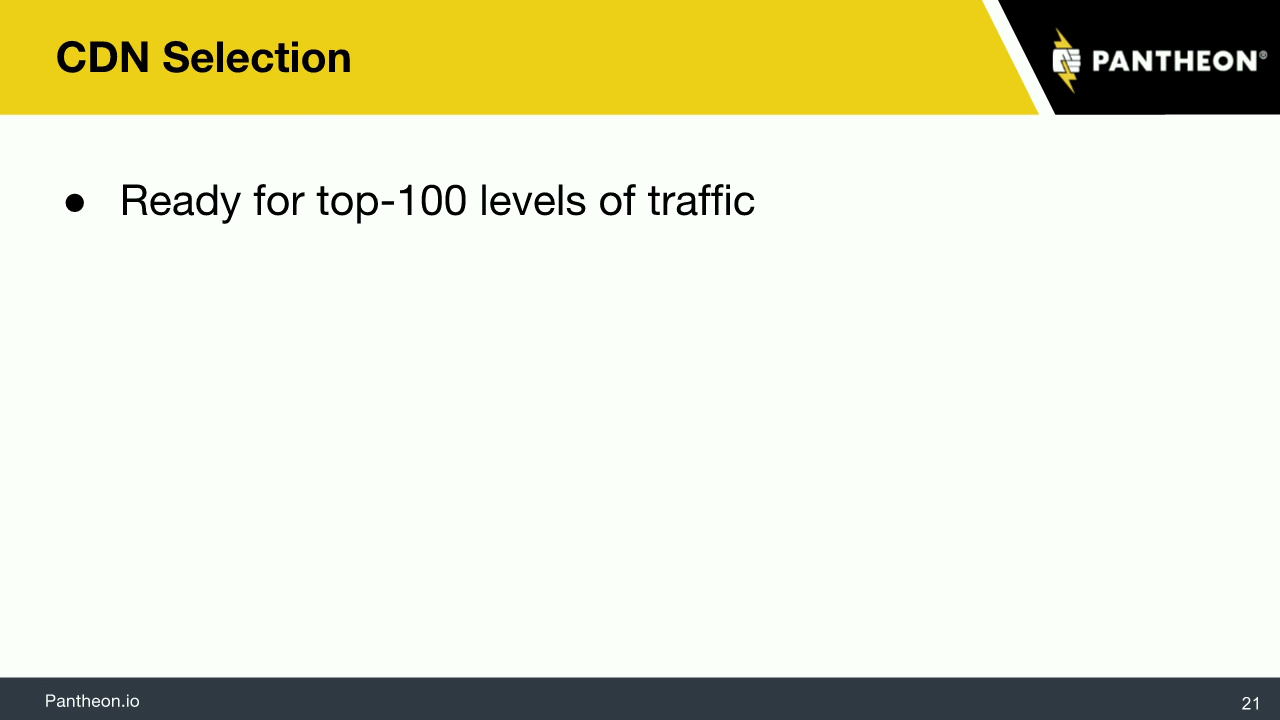 CDN Selection
PANTHEON®
● Ready for top-100 levels of traffic
Pantheon.io
21